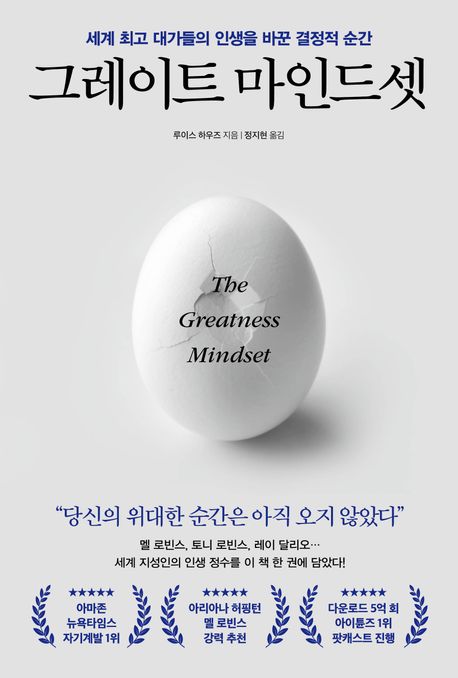 세계 최고 대가들의 인생을 바꾼 결정적 순간
그레이트 마인드셋
루이스 하우즈 지음 | 정지현 옮김
The
Greatness
Mindset
“당신의 위대한 순간은 아직 오지 않았다”
멜 로빈스, 토니 로빈스, 레이 달리오…
세계 지성인의 인생 정수를 이 책 한 권에 담았다!
★★★★★
아마존
뉴욕타임스
자기계발 1위
★★★★★
아리아나 허핑턴
멜 로빈스
강력 추천
★★★★★
다운로드 5억 회
아이튠즈 1위
팟캐스트 진행